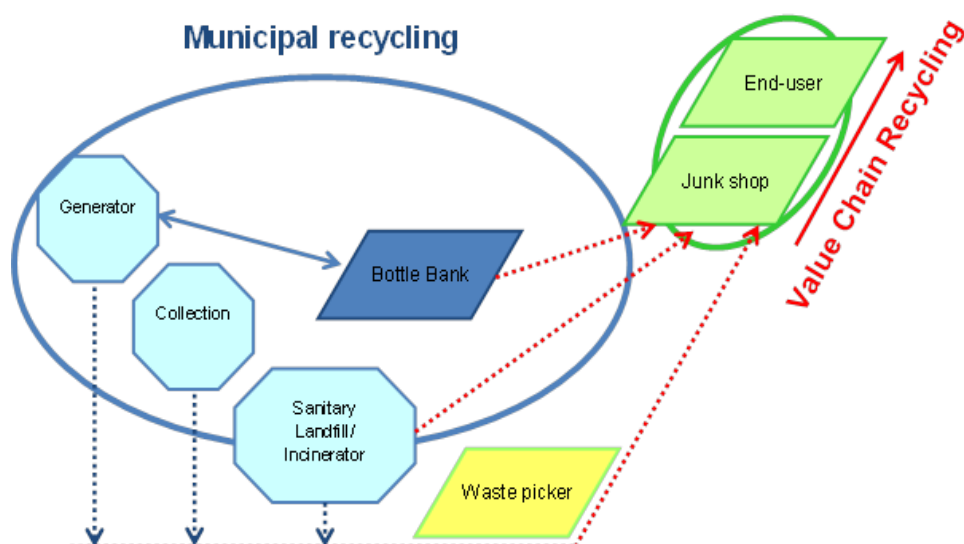 Municipal recycling
End-user
Junk shop
Value Chain Recycling
Generator
Bottle Bank
Collection
Sanitary
Landfill/
Incinerator
Waste picker